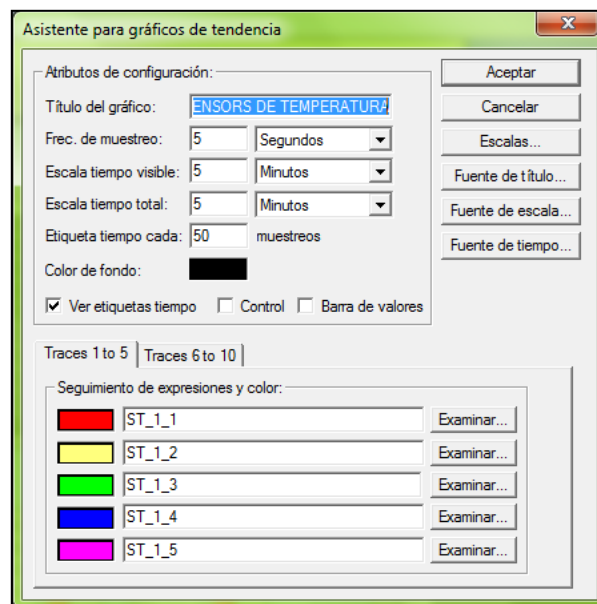 Asistente para gráficos de tendencia
Atributos de configuración:
Título del gráfico: ENSORS DE TEMPERATURA
Frec. de muestreo: 5 Segundos
Escala tiempo visible: 5 Minutos
Escala tiempo total: 5 Minutos
Etiqueta tiempo cada: 50 muestreos
Color de fondo:
Ver etiquetas tiempo Control Barra de valores
Aceptar
Cancelar
Escalas...
Fuente de título...
Fuente de escala...
Fuente de tiempo...
Traces 1 to 5 Traces 6 to 10
Seguimiento de expresiones y color:
ST_1_1 Examinar...
ST_1_2 Examinar...
ST_1_3 Examinar...
ST_1_4 Examinar...
ST_1_5 Examinar...